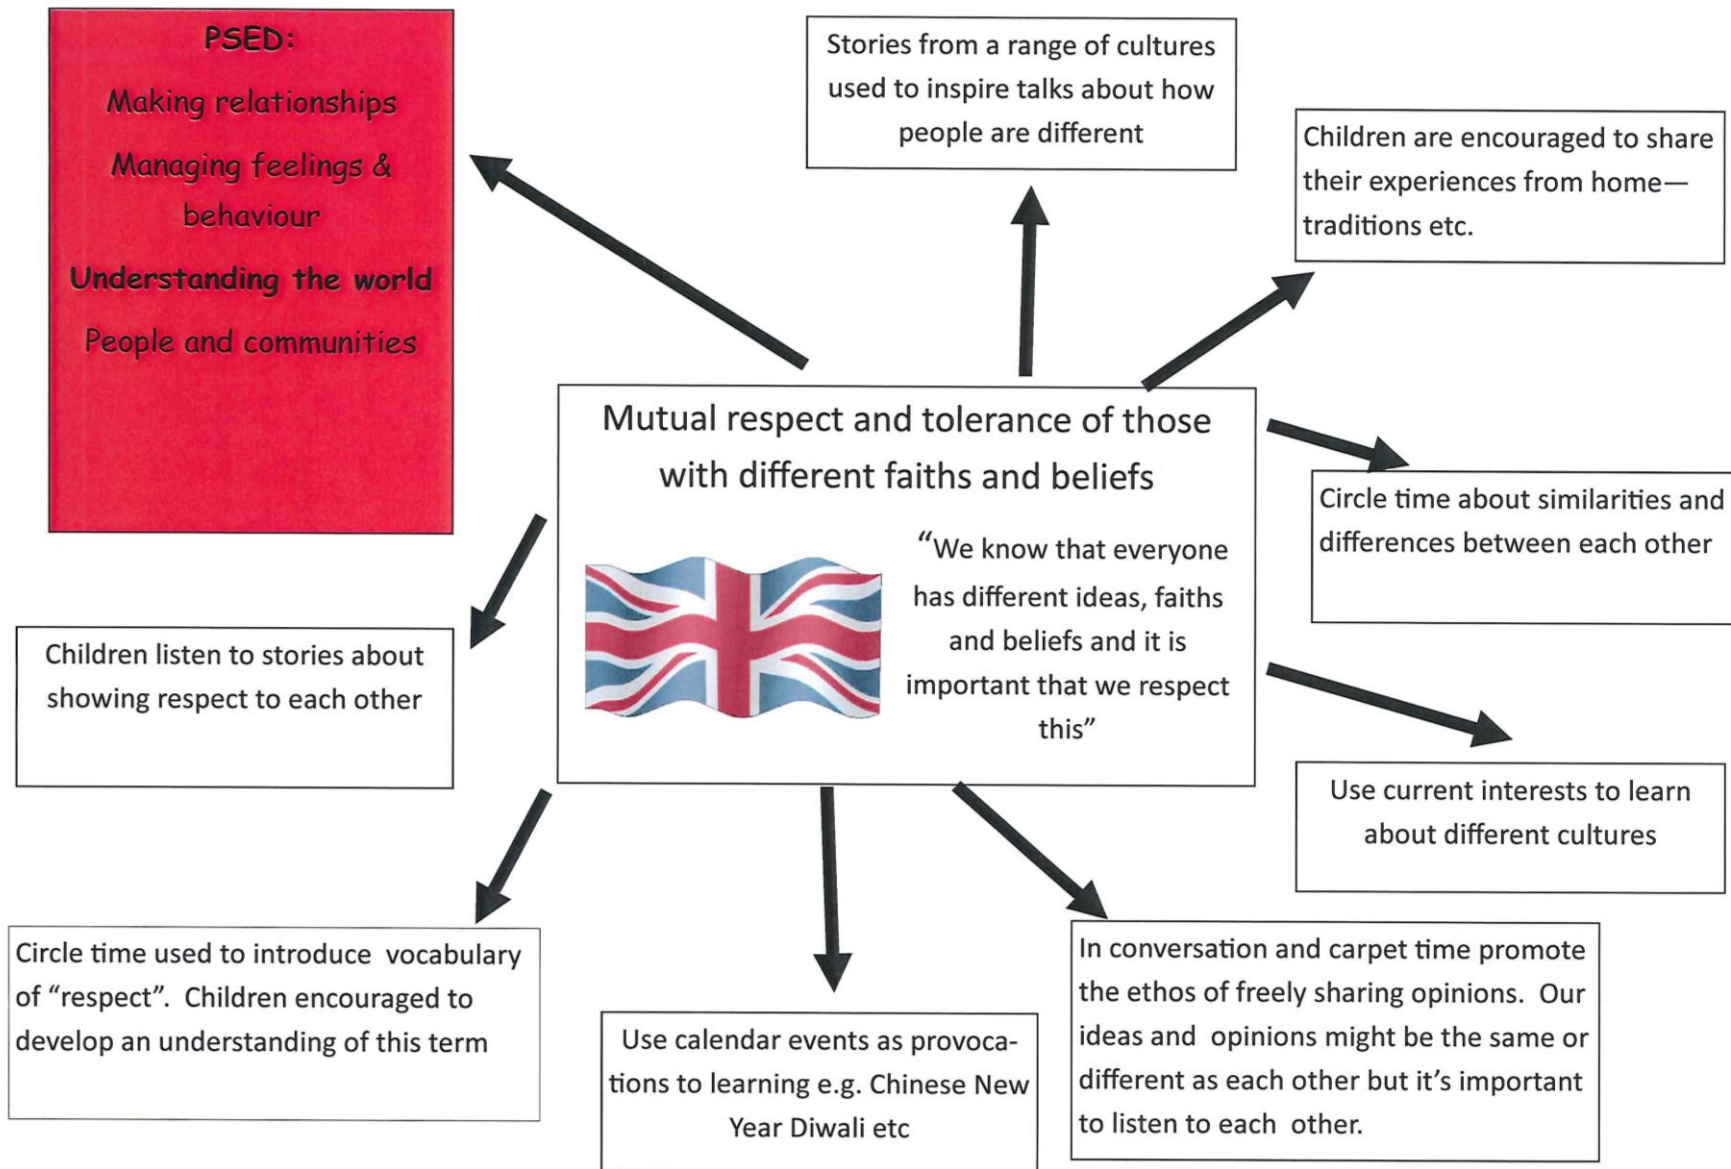 PSED:
Making relationships
Managing feelings &
behaviour
Understanding the world
People and communities
Stories from a range of cultures
used to inspire talks about how
people are different
Children are encouraged to share
their experiences from home—
traditions etc.
Mutual respect and tolerance of those
with different faiths and beliefs
“We know that everyone
has different ideas, faiths
and beliefs and it is
important that we respect
this”
Circle time about similarities and
differences between each other
Children listen to stories about
showing respect to each other
Use current interests to learn
about different cultures
Circle time used to introduce  vocabulary
of “respect”.  Children encouraged to
develop an understanding of this term
Use calendar events as provoca-
tions to learning e.g. Chinese New
Year Diwali etc
In conversation and carpet time promote
the ethos of freely sharing opinions.  Our
ideas and  opinions might be the same or
different as each other but it’s important
to listen to each  other.